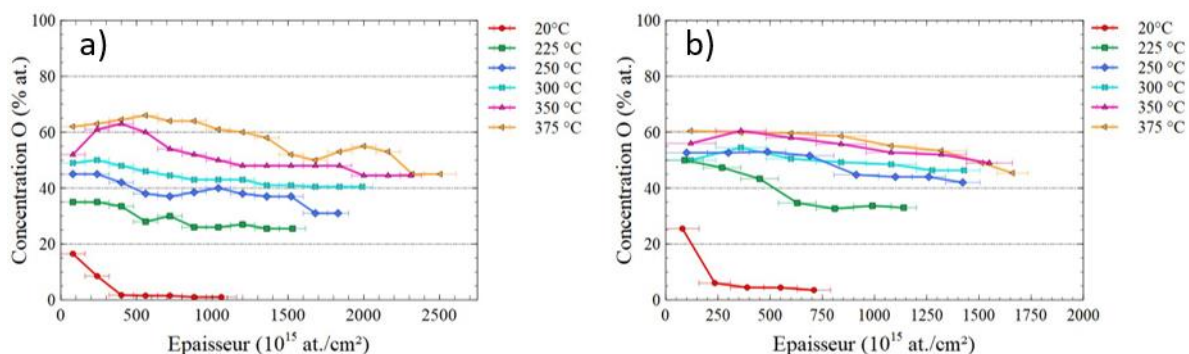 a)
Concentration O (% at.)
100
80
60
40
20
0
0 500 1000 1500 2000 2500
Epaisseur (10¹⁵ at./cm²)
20°C
225 °C
250 °C
300 °C
350 °C
375 °C
b)
Concentration O (% at.)
100
80
60
40
20
0
0 250 500 750 1000 1250 1500 1750 2000
Epaisseur (10¹⁵ at./cm²)
20°C
225 °C
250 °C
300 °C
350 °C
375 °C